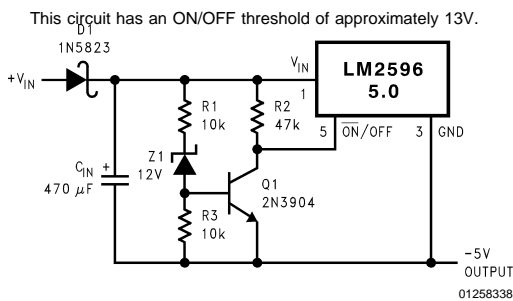 This circuit has an ON/OFF threshold of approximately 13V.
D1
1N5823
+VIN
VIN
1
LM2596
5.0
5
ON/OFF
3
GND
R1
10k
R2
47k
Z1
12V
CIN
+
470 μF
Q1
2N3904
R3
10k
-5V
OUTPUT
01258338